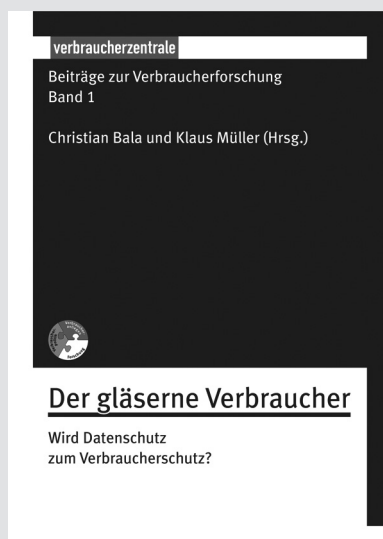 verbraucherzentrale
Beiträge zur Verbraucherforschung
Band 1
Christian Bala und Klaus Müller (Hrsg.)
Der gläserne Verbraucher
Wird Datenschutz
zum Verbraucherschutz?